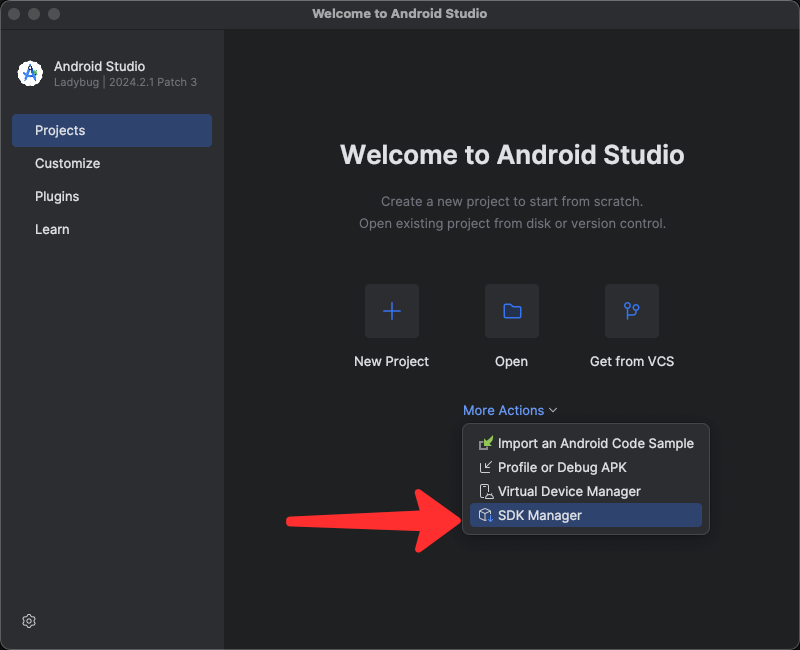 Welcome to Android Studio
Android Studio
Ladybug | 2024.2.1 Patch 3
Projects
Customize
Plugins
Learn
Welcome to Android Studio
Create a new project to start from scratch.
Open existing project from disk or version control.
New Project
Open
Get from VCS
More Actions
Import an Android Code Sample
Profile or Debug APK
Virtual Device Manager
SDK Manager